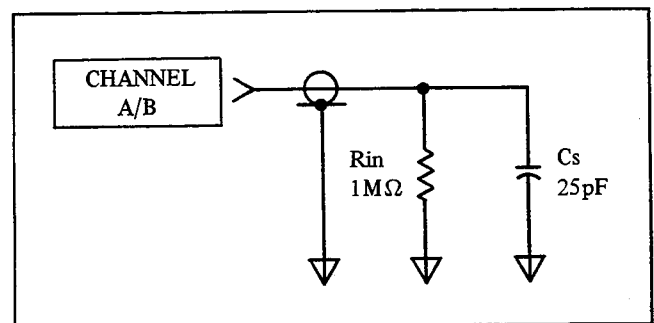 CHANNEL
A/B
Rin
1MΩ
Cs
25pF